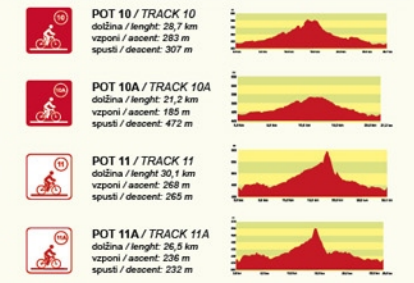 10
POT 10 / TRACK 10
dolžina / lenght: 28,7 km
vzponi / ascent: 283 m
spusti / descent: 307 m
10A
POT 10A / TRACK 10A
dolžina / lenght: 21,2 km
vzponi / ascent: 185 m
spusti / descent: 472 m
11
POT 11 / TRACK 11
dolžina / lenght 30,1 km
vzponi / ascent: 268 m
spusti / descent: 265 m
11A
POT 11A / TRACK 11A
dolžina / lenght: 26,5 km
vzponi / ascent: 236 m
spusti / descent: 232 m